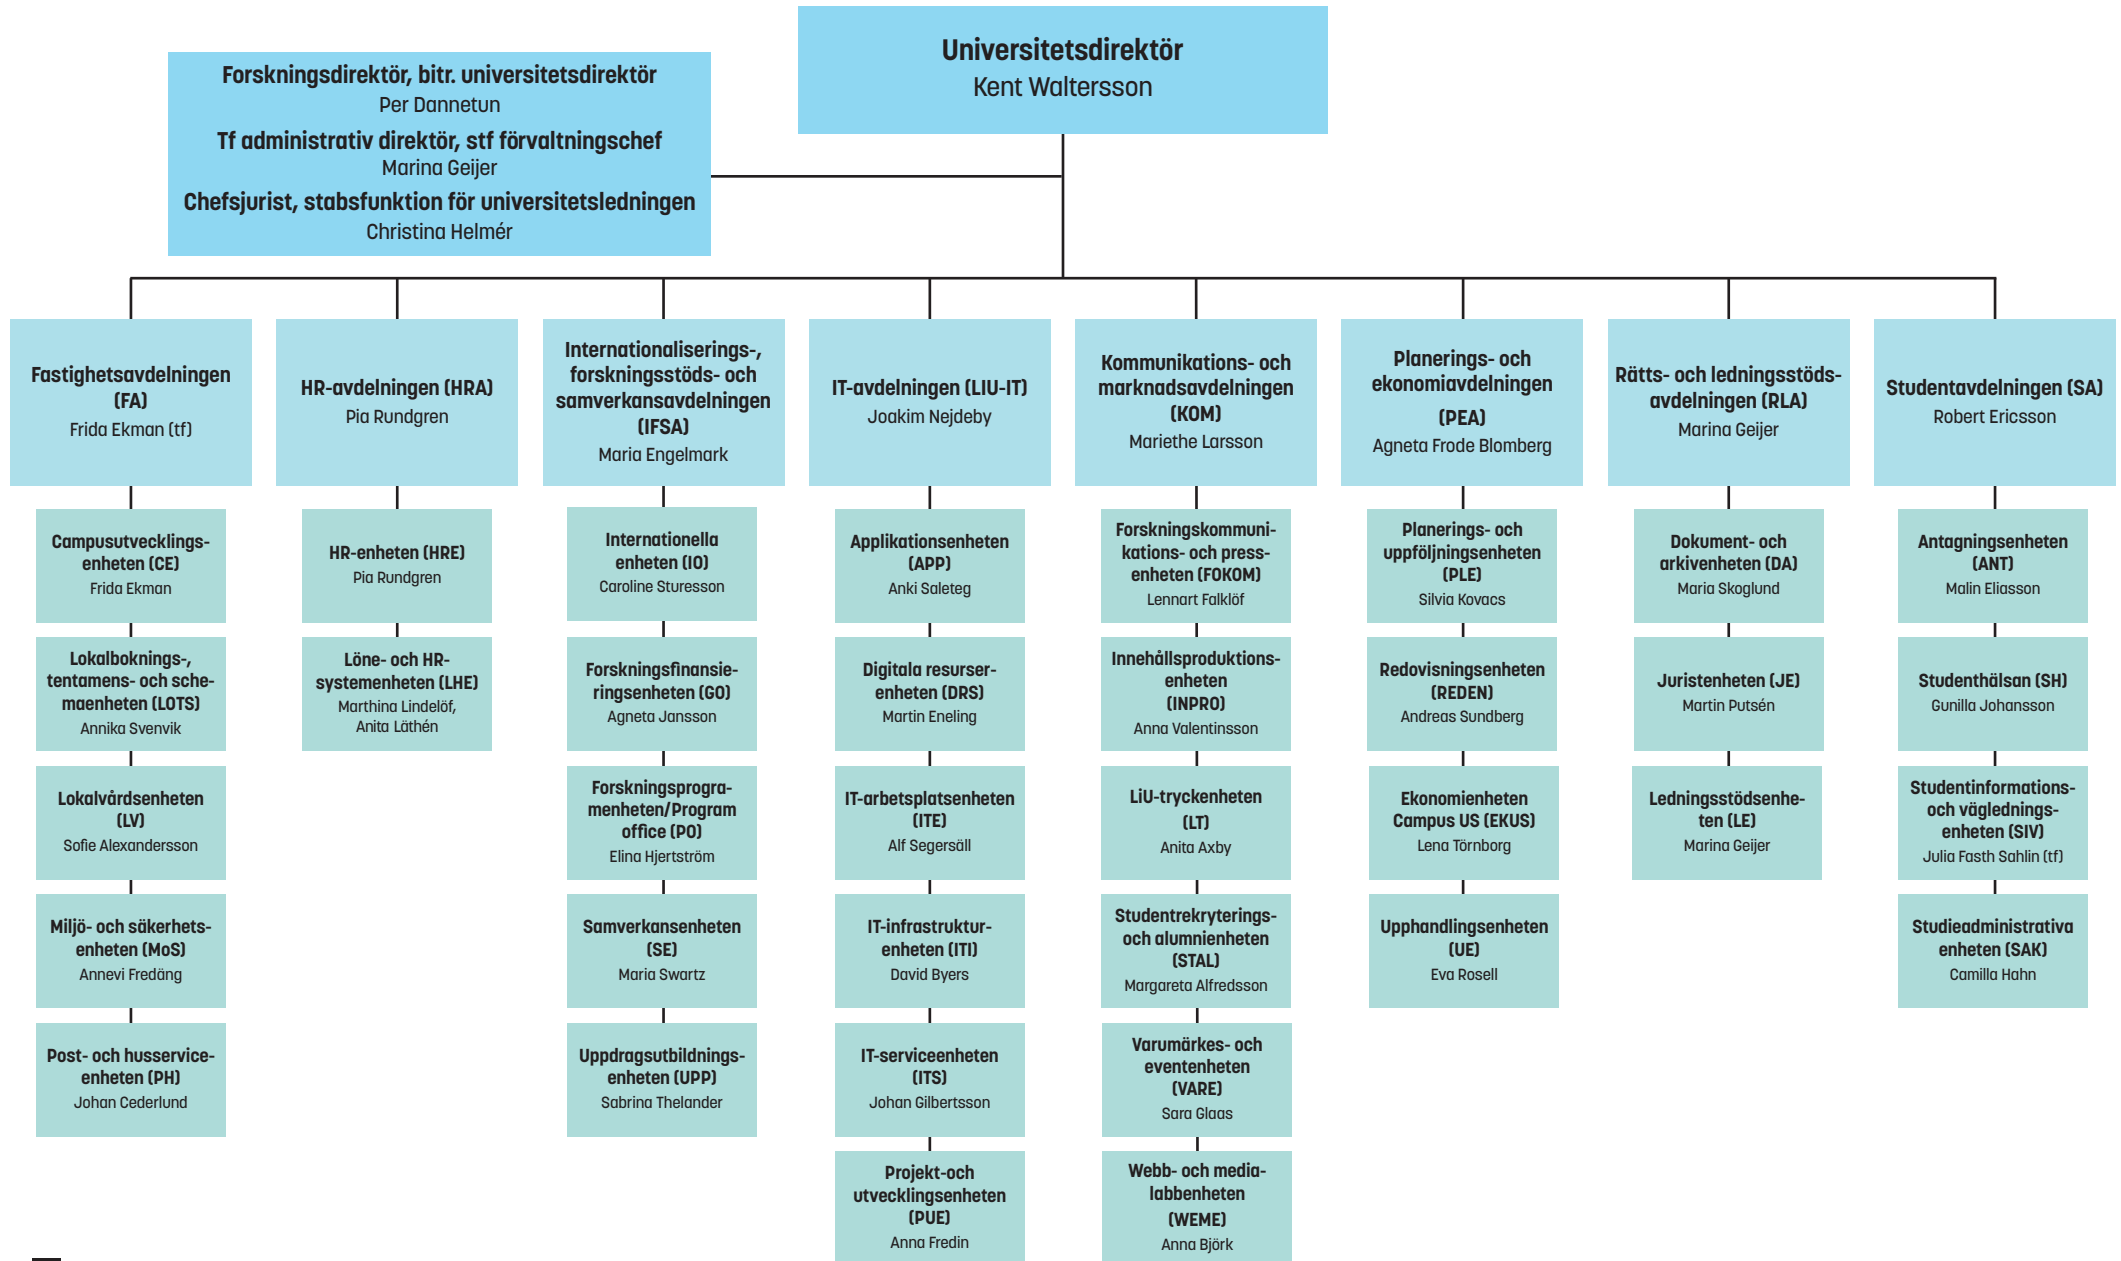 Universitetsdirektör
Kent Waltersson
Forskningsdirektör, bitr. universitetsdirektör
Per Dannetun
Tf administrativ direktör, stf förvaltningschef
Marina Geijer
Chefsjurist, stabsfunktion för universitetsledningen
Christina Helmér
Fastighetsavdelningen
(FA)
Frida Ekman (tf)
Campusutvecklings-
enheten (CE)
Frida Ekman
Lokalboknings-,
tentamens- och sche-
maenheten (LOTS)
Annika Svenvik
Lokalvårdsenheten
(LV)
Sofie Alexandersson
Miljö- och säkerhets-
enheten (MoS)
Annevi Fredäng
Post- och husservice-
enheten (PH)
Johan Cederlund
HR-avdelningen (HRA)
Pia Rundgren
HR-enheten (HRE)
Pia Rundgren
Löne- och HR-
systemenheten (LHE)
Marthina Lindelöf,
Anita Läthén
Internationaliserings-,
forskningsstöds- och
samverkansavdelningen
(IFSA)
Maria Engelmark
Internationella
enheten (IO)
Caroline Sturesson
Forskningsfinansie-
ringsenheten (GO)
Agneta Jansson
Forskningsprogra-
menheten/Program
office (PO)
Elina Hjertström
Samverkansenheten
(SE)
Maria Swartz
Uppdragsutbildnings-
enheten (UPP)
Sabrina Thelander
IT-avdelningen (LIU-IT)
Joakim Nejdeby
Applikationsenheten
(APP)
Anki Saleteg
Digitala resurser-
enheten (DRS)
Martin Eneling
IT-arbetsplatsenheten
(ITE)
Alf Segersäll
IT-infrastruktur-
enheten (ITI)
David Byers
IT-serviceenheten
(ITS)
Johan Gilbertsson
Projekt-och
utvecklingsenheten
(PUE)
Anna Fredin
Kommunikations- och
marknadsavdelningen
(KOM)
Mariethe Larsson
Forskningskommuni-
kations- och press-
enheten (FOKOM)
Lennart Falklöf
Innehållsproduktions-
enheten
(INPRO)
Anna Valentinsson
LiU-tryckenheten
(LT)
Anita Axby
Studentrekryterings-
och alumnienheten
(STAL)
Margareta Alfredsson
Varumärkes- och
eventenheten
(VARE)
Sara Glaas
Webb- och media-
labbenheten
(WEME)
Anna Björk
Planerings- och
ekonomiavdelningen
(PEA)
Agneta Frode Blomberg
Planerings- och
uppföljningsenheten
(PLE)
Silvia Kovacs
Redovisningsenheten
(REDEN)
Andreas Sundberg
Ekonomienheten
Campus US (EKUS)
Lena Törnborg
Upphandlingsenheten
(UE)
Eva Rosell
Rätts- och ledningsstöds-
avdelningen (RLA)
Marina Geijer
Dokument- och
arkivenheten (DA)
Maria Skoglund
Juristenheten (JE)
Martin Putsén
Ledningsstödsenhe-
ten (LE)
Marina Geijer
Studentavdelningen (SA)
Robert Ericsson
Antagningsenheten
(ANT)
Malin Eliasson
Studenthälsan (SH)
Gunilla Johansson
Studentinformations-
och väglednings-
enheten (SIV)
Julia Fasth Sahlin (tf)
Studieadministrativa
enheten (SAK)
Camilla Hahn